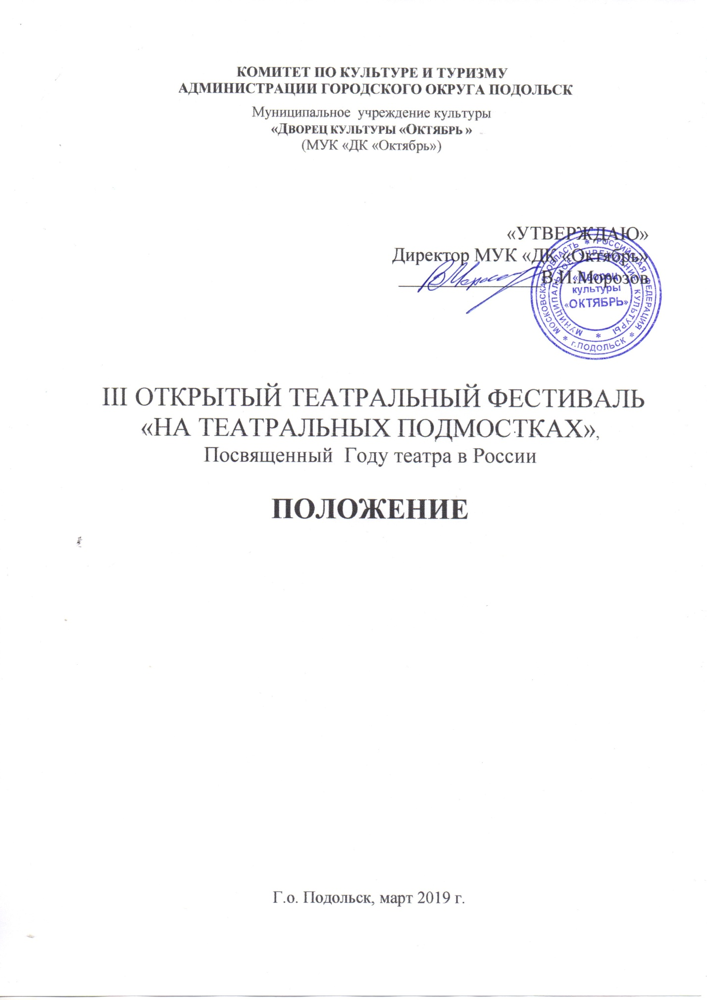 КОМИТЕТ ПО КУЛЬТУРЕ И ТУРИЗМУ
АДМИНИСТРАЦИИ ГОРОДСКОГО ОКРУГА ПОДОЛЬСК
Муниципальное учреждение культуры
«ДВОРЕЦ КУЛЬТУРЫ «ОКТЯБРЬ »
(МУК «ДК «Октябрь»)
«УТВЕРЖДАЮ»
Директор МУК «ДК «Октябрь»
_______________В.И.Морозов
МОСКОВСКАЯ ОБЛАСТЬ * РОССИЙСКАЯ ФЕДЕРАЦИЯ * г.ПОДОЛЬСК *
МУНИЦИПАЛЬНОЕ УЧРЕЖДЕНИЕ КУЛЬТУРЫ *
«Дворец
культуры
«ОКТЯБРЬ»
III ОТКРЫТЫЙ ТЕАТРАЛЬНЫЙ ФЕСТИВАЛЬ
«НА ТЕАТРАЛЬНЫХ ПОДМОСТКАХ»,
Посвященный Году театра в России
ПОЛОЖЕНИЕ
Г.о. Подольск, март 2019 г.